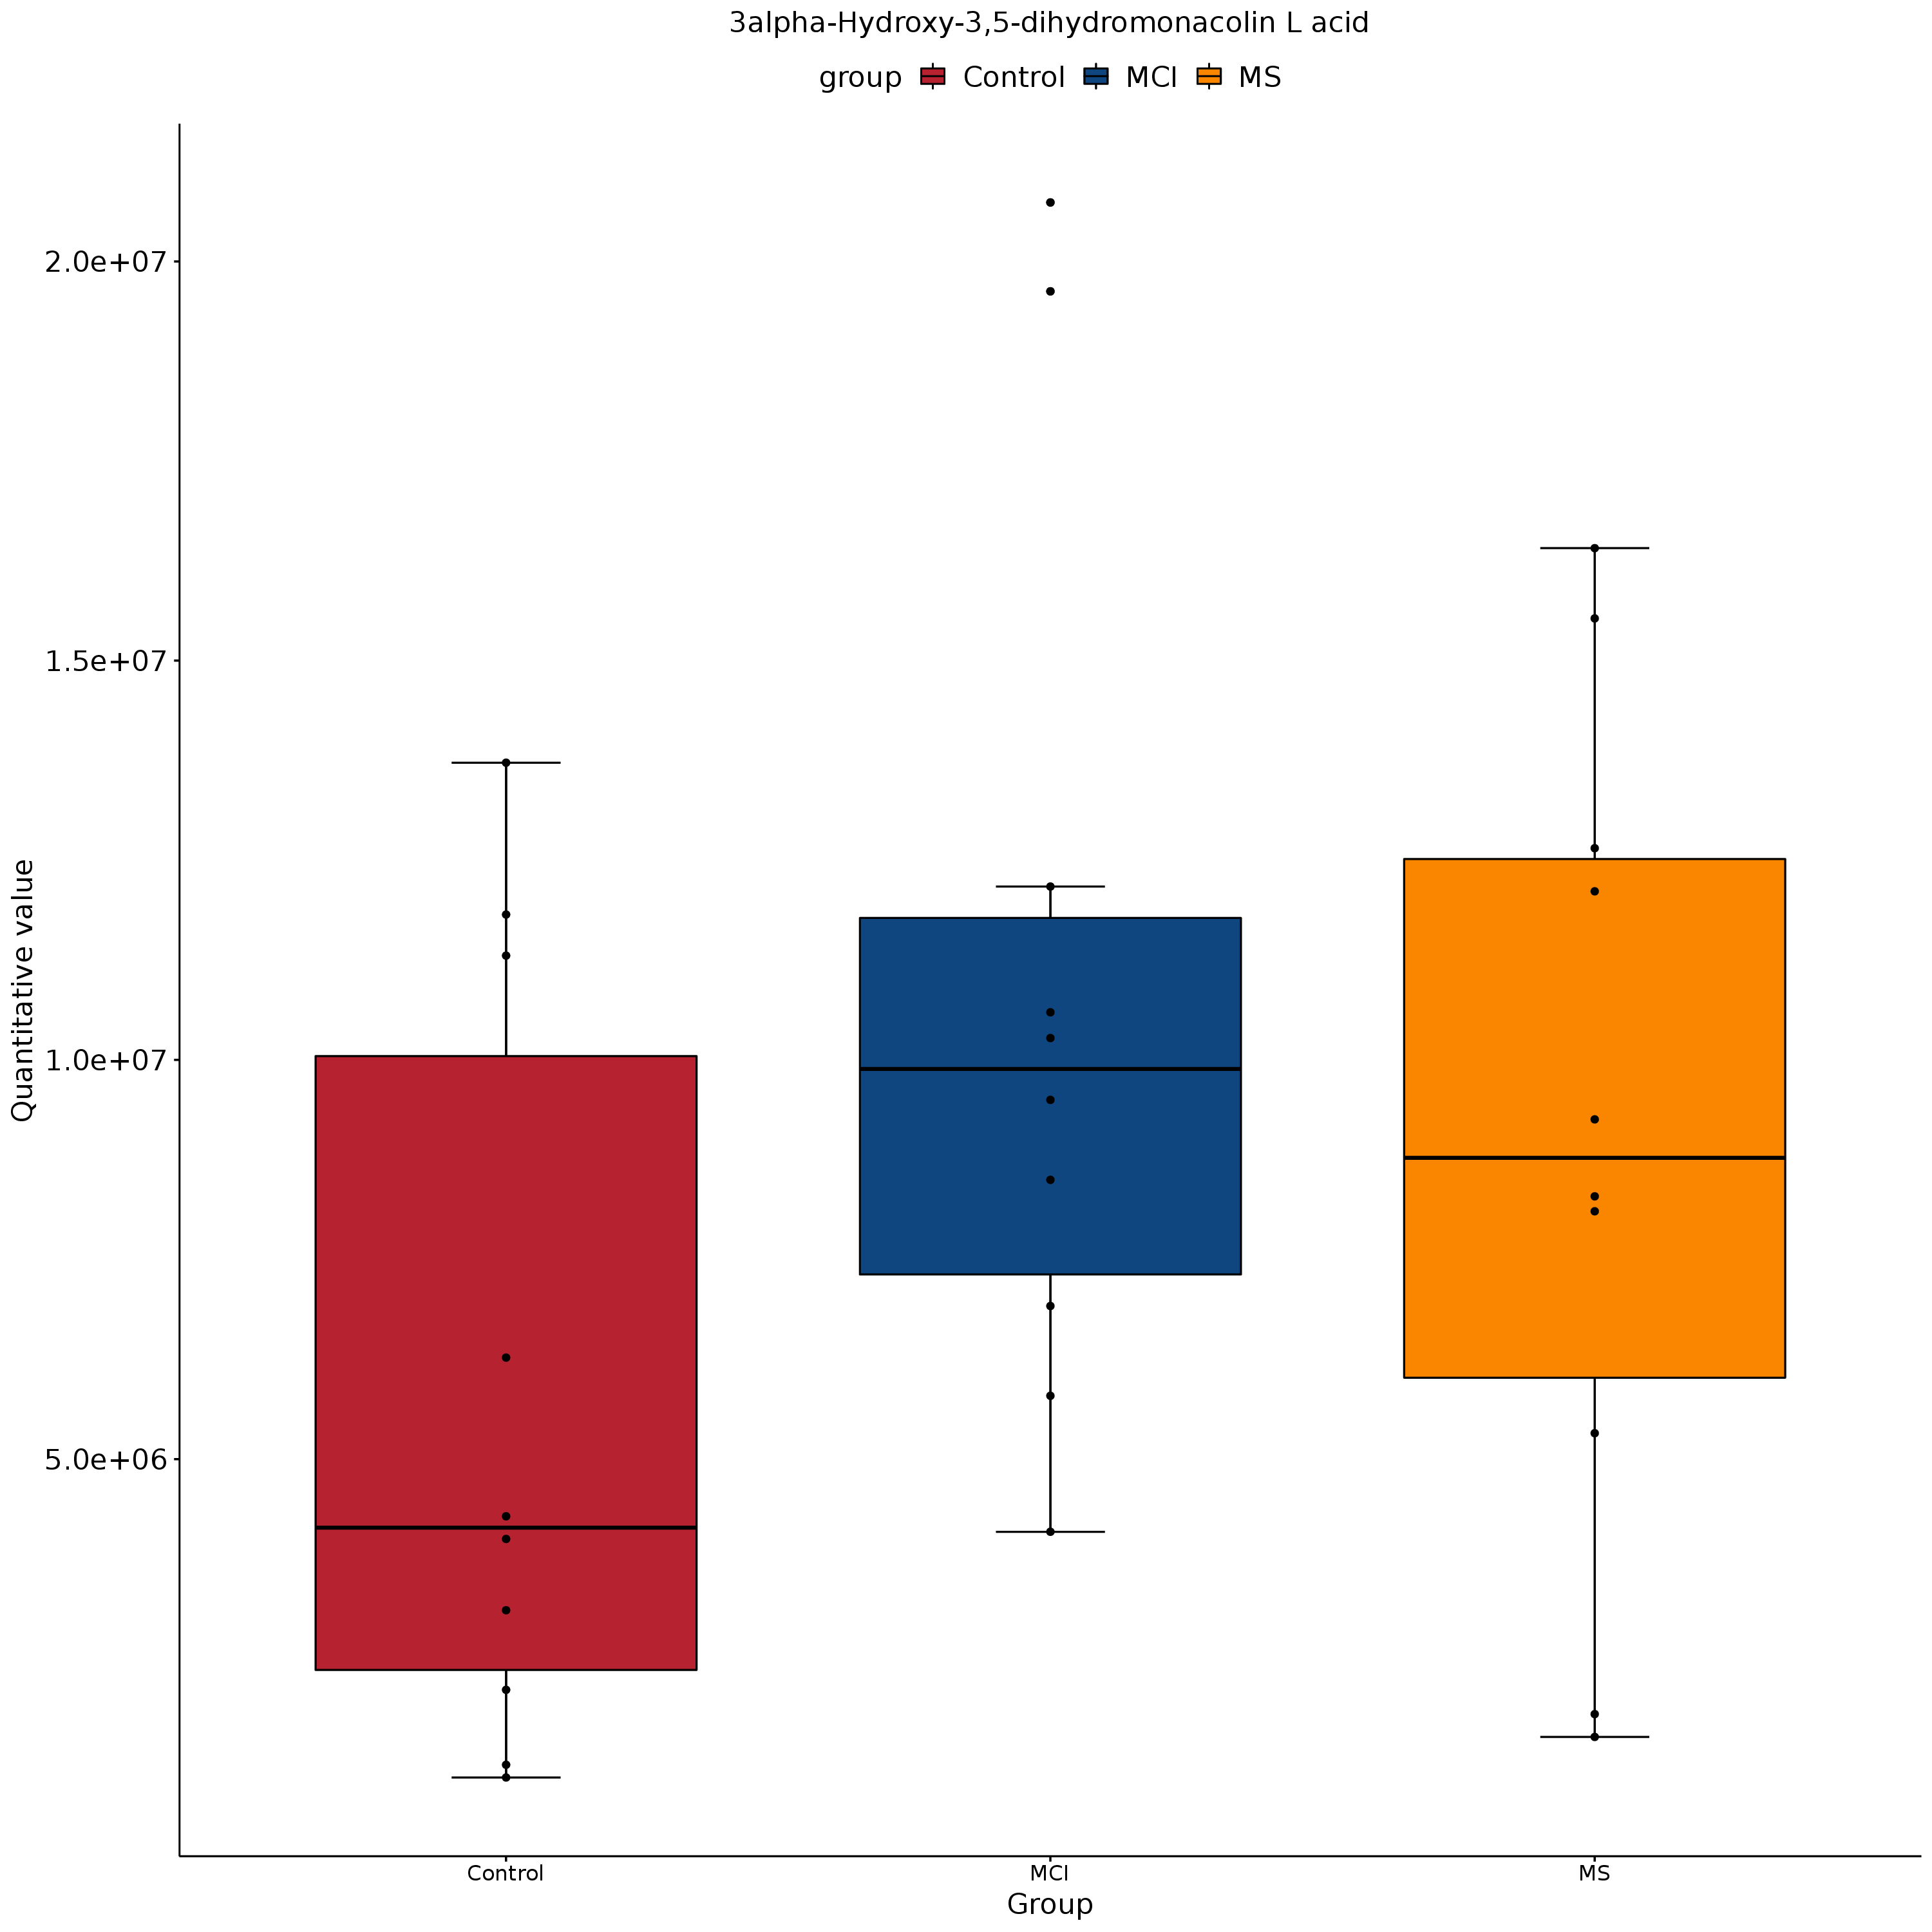 3alpha-Hydroxy-3,5-dihydromonacolin L acid
group Control MCI MS
Quantitative value
2.0e+07
1.5e+07
1.0e+07
5.0e+06
Control MCI MS
Group